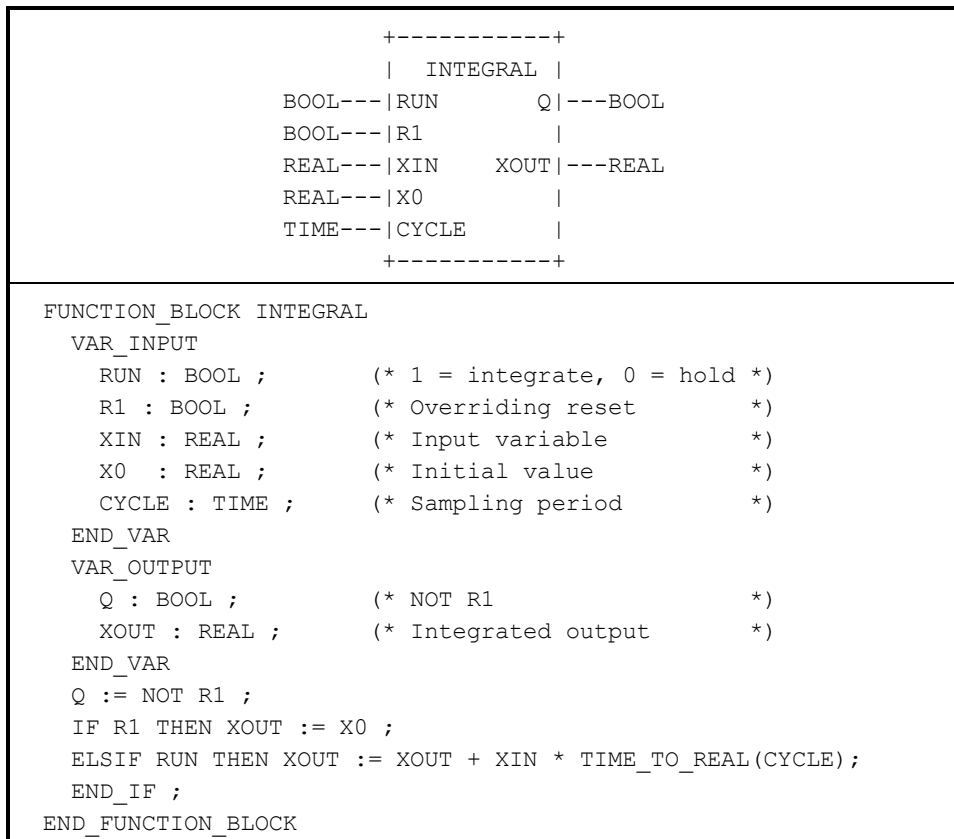 +-----------+
| INTEGRAL |
BOOL---|RUN Q|---BOOL
BOOL---|R1 |
REAL---|XIN XOUT|---REAL
REAL---|X0 |
TIME---|CYCLE |
+-----------+
FUNCTION_BLOCK INTEGRAL
VAR_INPUT
RUN : BOOL ; (* 1 = integrate, 0 = hold *)
R1 : BOOL ; (* Overriding reset *)
XIN : REAL ; (* Input variable *)
X0 : REAL ; (* Initial value *)
CYCLE : TIME ; (* Sampling period *)
END_VAR
VAR_OUTPUT
Q : BOOL ; (* NOT R1 *)
XOUT : REAL ; (* Integrated output *)
END_VAR
Q := NOT R1 ;
IF R1 THEN XOUT := X0 ;
ELSIF RUN THEN XOUT := XOUT + XIN * TIME_TO_REAL(CYCLE);
END_IF ;
END_FUNCTION_BLOCK